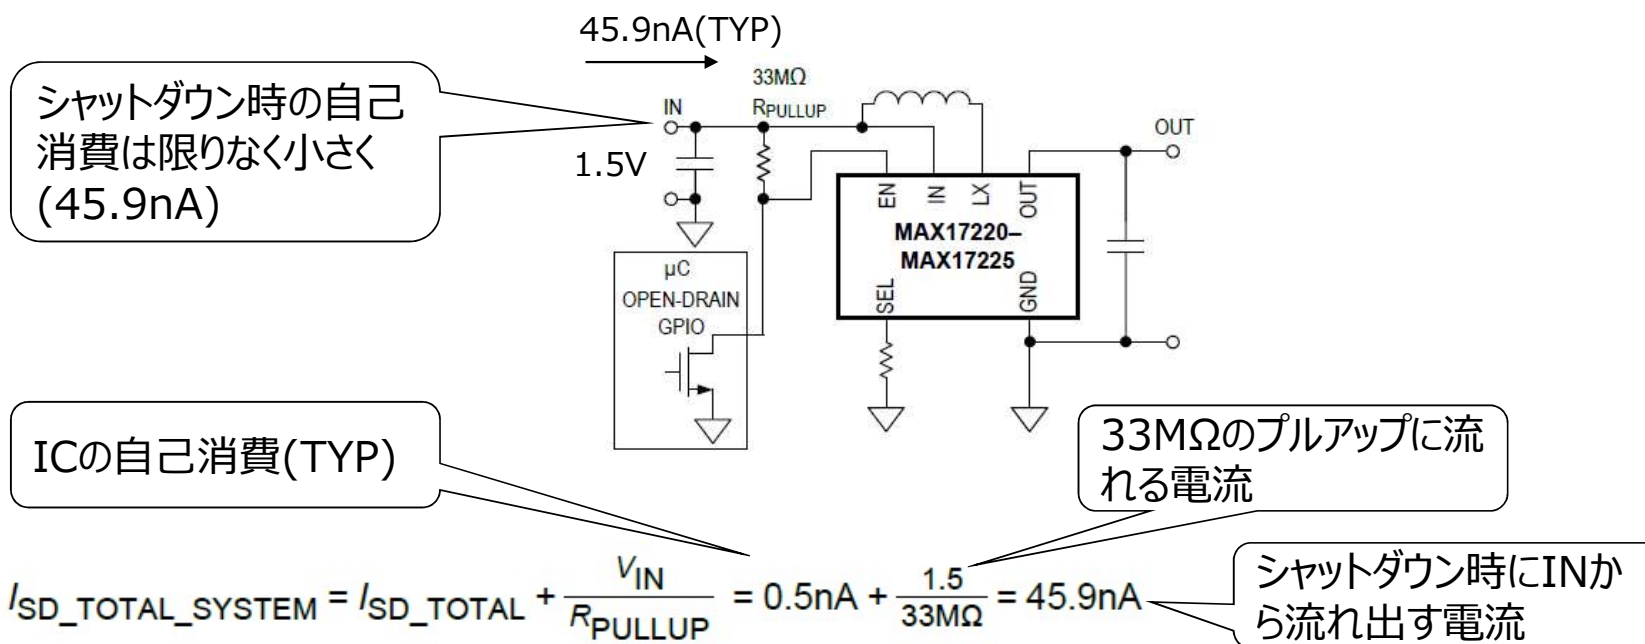 45.9nA(TYP)
シャットダウン時の自己
消費は限りなく小さく
(45.9nA)
33MΩ
RPULLUP
IN
1.5V
OUT
EN
IN
LX
OUT
MAX17220–
MAX17225
SEL
GND
µC
OPEN-DRAIN
GPIO
ICの自己消費(TYP)
33MΩのプルアップに流
れる電流
ISD_TOTAL_SYSTEM = ISD_TOTAL + VIN / RPULLUP = 0.5nA + 1.5 / 33MΩ = 45.9nA
シャットダウン時にINか
ら流れ出す電流